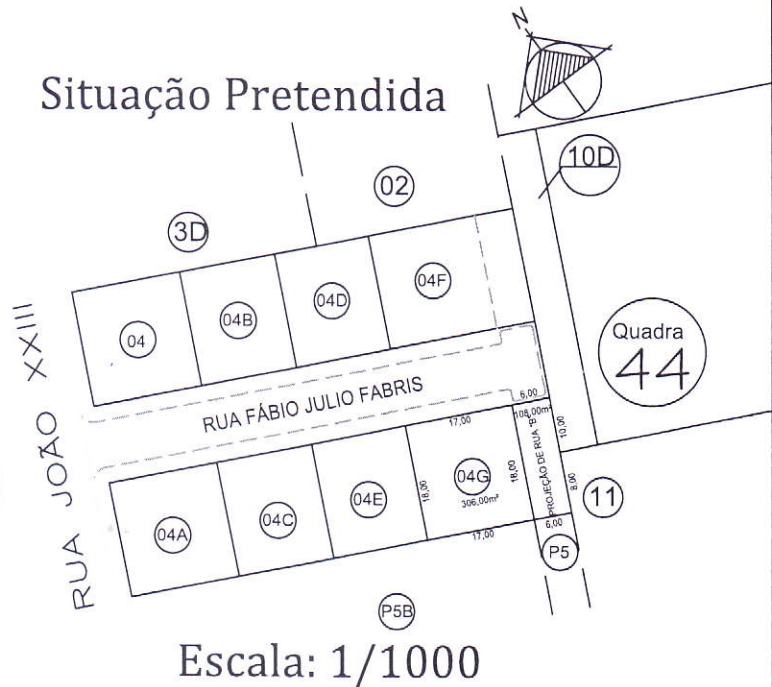 N
Situação Pretendida
10D
02
3D
04F
04D
04B
04
Quadra
44
RUA JOÃO XXIII
RUA FÁBIO JULIO FABRIS
6,00
108,00m²
17,00
10,00
PROJEÇÃO DE RUA "B"
18,00
18,00
04G
306,00m²
8,00
11
04E
04C
04A
17,00
6,00
P5
P5B
Escala: 1/1000